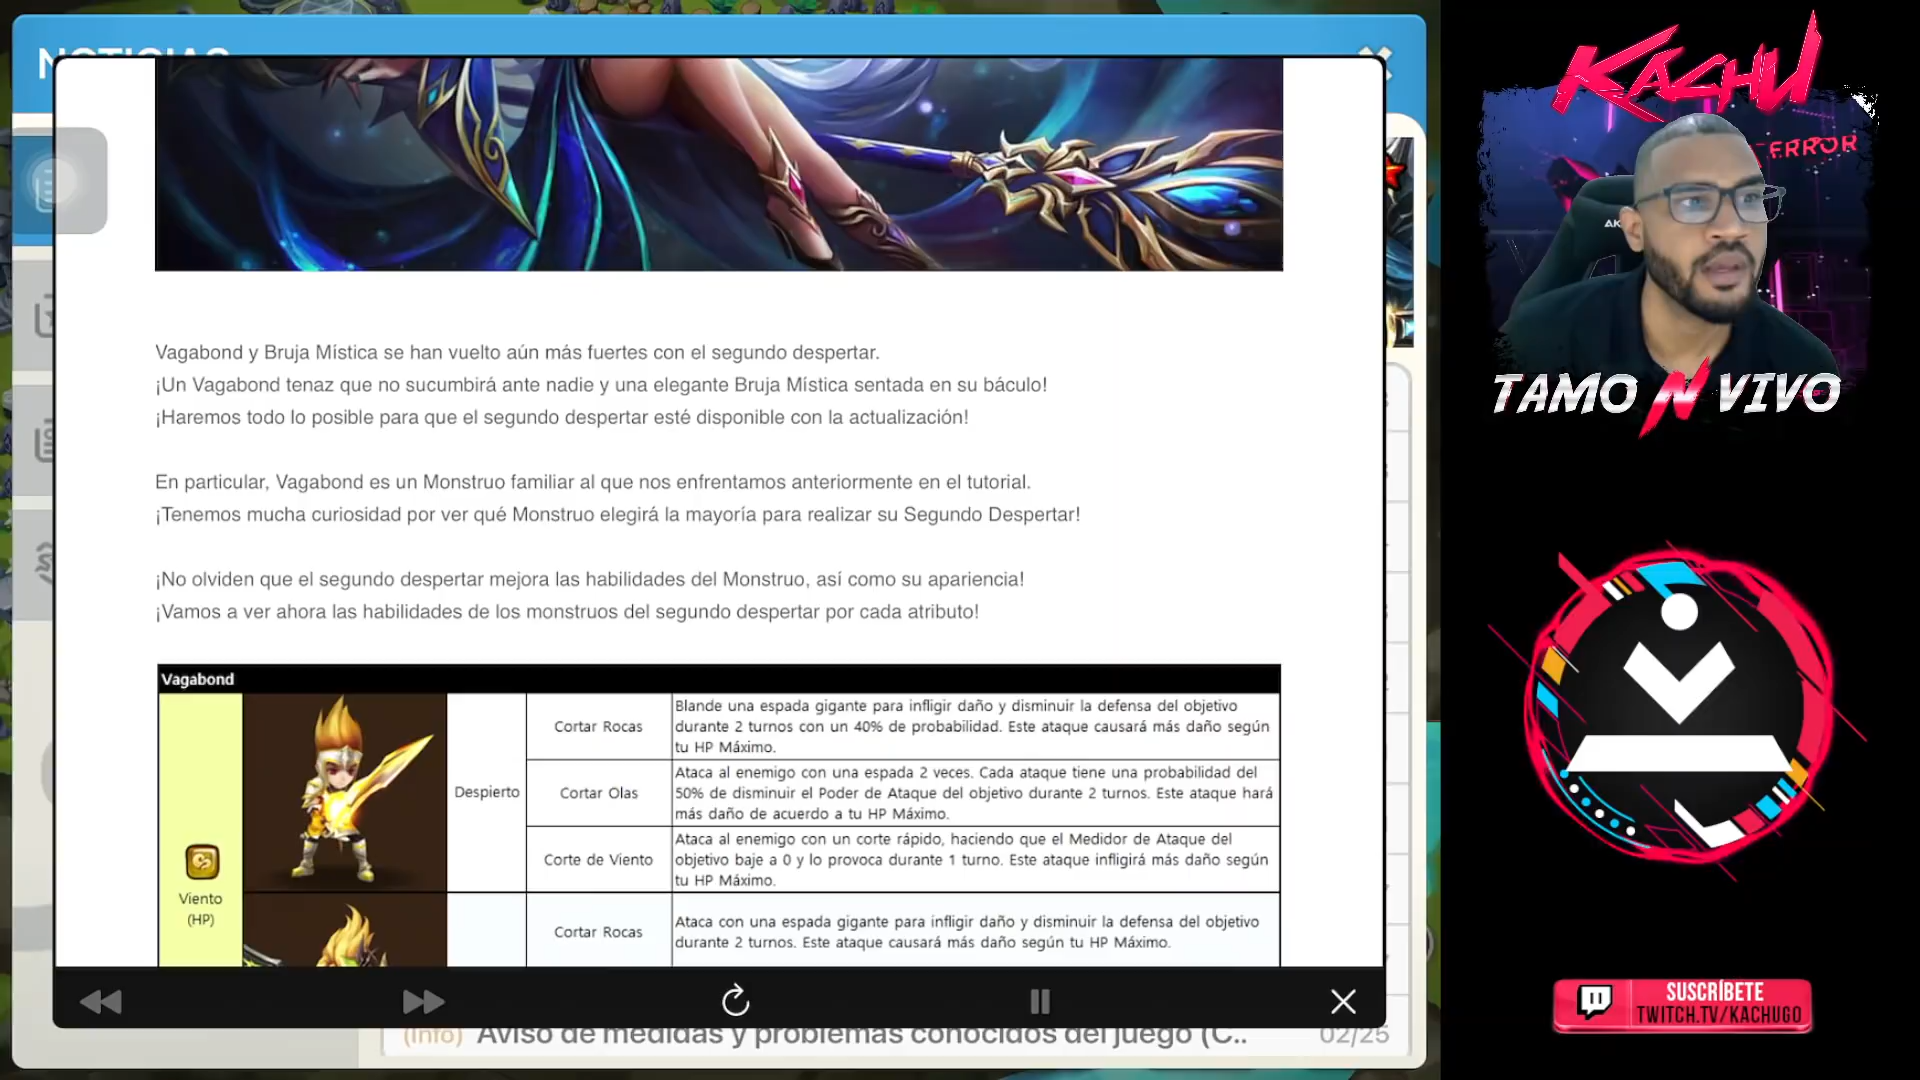 NOTICIAS
Vagabond y Bruja Mística se han vuelto aún más fuertes con el segundo despertar.
¡Un Vagabond tenaz que no sucumbirá ante nadie y una elegante Bruja Mística sentada en su báculo!
¡Haremos todo lo posible para que el segundo despertar esté disponible con la actualización!
En particular, Vagabond es un Monstruo familiar al que nos enfrentamos anteriormente en el tutorial.
¡Tenemos mucha curiosidad por ver qué Monstruo elegirá la mayoría para realizar su Segundo Despertar!
¡No olviden que el segundo despertar mejora las habilidades del Monstruo, así como su apariencia!
¡Vamos a ver ahora las habilidades de los monstruos del segundo despertar por cada atributo!
Vagabond
Viento
(HP)
Despierto
Cortar Rocas
Blande una espada gigante para infligir daño y disminuir la defensa del objetivo
durante 2 turnos con un 40% de probabilidad. Este ataque causará más daño según
tu HP Máximo.
Cortar Olas
Ataca al enemigo con una espada 2 veces. Cada ataque tiene una probabilidad del
50% de disminuir el Poder de Ataque del objetivo durante 2 turnos. Este ataque hará
más daño de acuerdo a tu HP Máximo.
Corte de Viento
Ataca al enemigo con un corte rápido, haciendo que el Medidor de Ataque del
objetivo baje a 0 y lo provoca durante 1 turno. Este ataque infligirá más daño según
tu HP Máximo.
Cortar Rocas
Ataca con una espada gigante para infligir daño y disminuir la defensa del objetivo
durante 2 turnos. Este ataque causará más daño según tu HP Máximo.
(Info) Aviso de medidas y problemas conocidos del juego (C.. 02/25
KACHU
ERROR
AK
TAMO N VIVO
SUSCRÍBETE
TWITCH.TV/KACHUGO